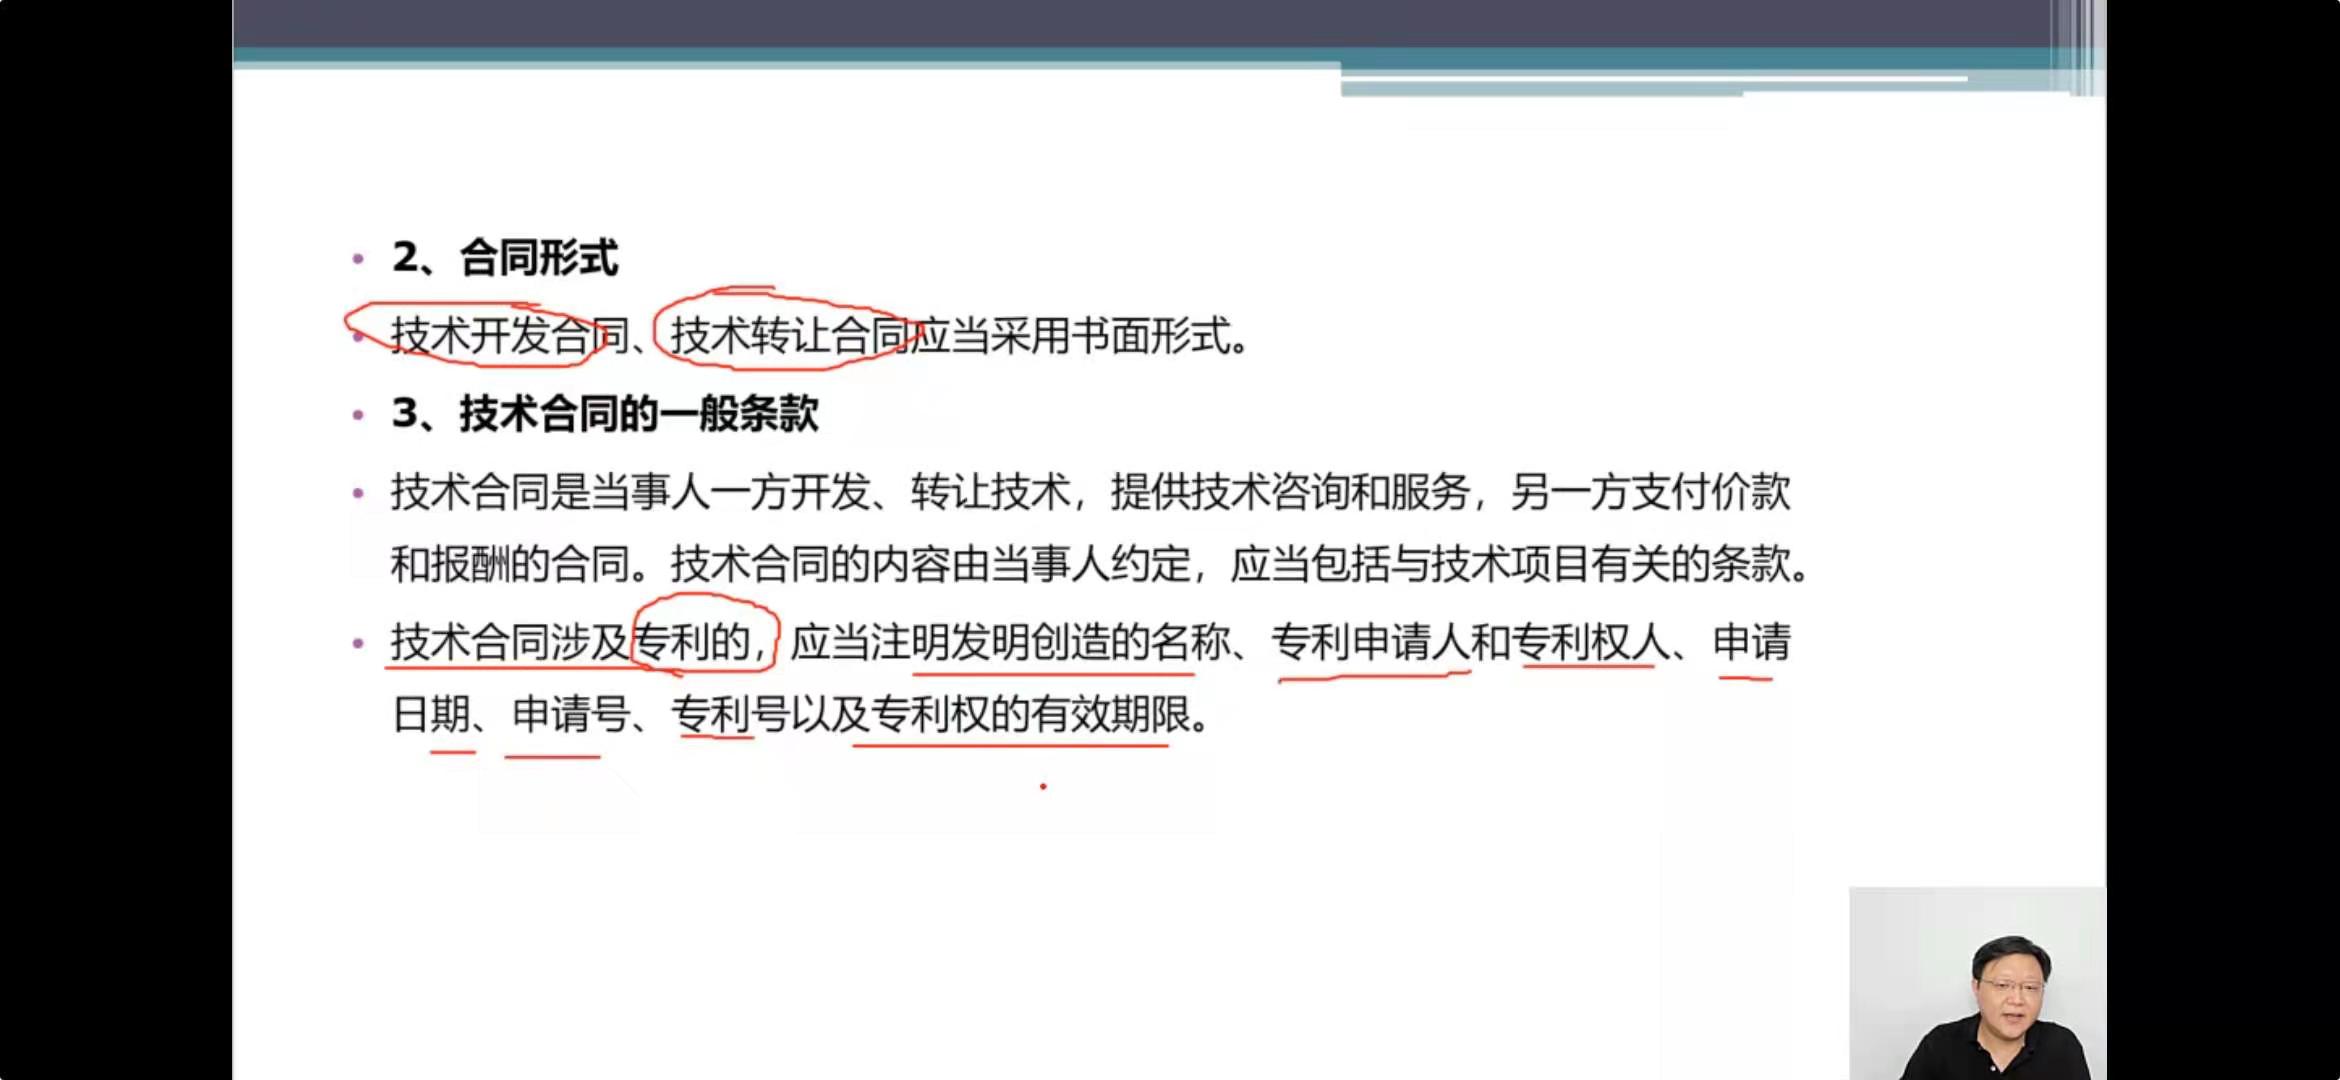 • 2、合同形式
• 技术开发合同、技术转让合同应当采用书面形式。
• 3、技术合同的一般条款
• 技术合同是当事人一方开发、转让技术，提供技术咨询和服务，另一方支付价款
和报酬的合同。技术合同的内容由当事人约定，应当包括与技术项目有关的条款。
• 技术合同涉及专利的，应当注明发明创造的名称、专利申请人和专利权人、申请
日期、申请号、专利号以及专利权的有效期限。